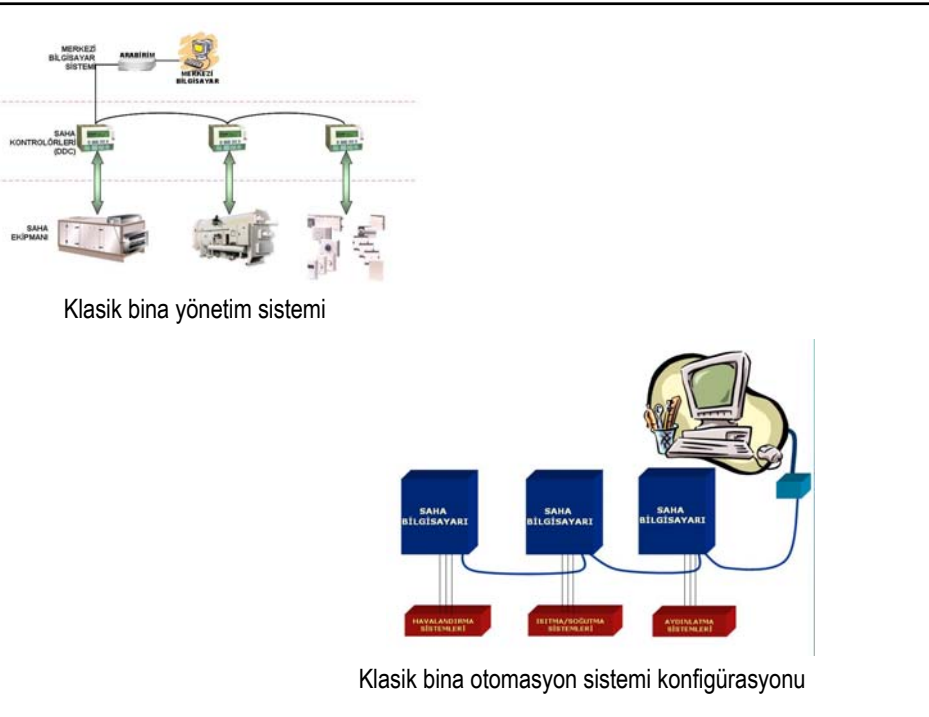 MERKEZİ
BİLGİSAYAR
SİSTEMİ
ARABİRİM
MERKEZİ
BİLGİSAYAR
SAHA
KONTROLÖRLERİ
(DDC)
SAHA
EKİPMANI
Klasik bina yönetim sistemi
SAHA
BİLGİSAYARI
SAHA
BİLGİSAYARI
SAHA
BİLGİSAYARI
HAVALANDIRMA
SİSTEMLERİ
ISITMA/SOĞUTMA
SİSTEMLERİ
AYDINLATMA
SİSTEMLERİ
Klasik bina otomasyon sistemi konfigürasyonu